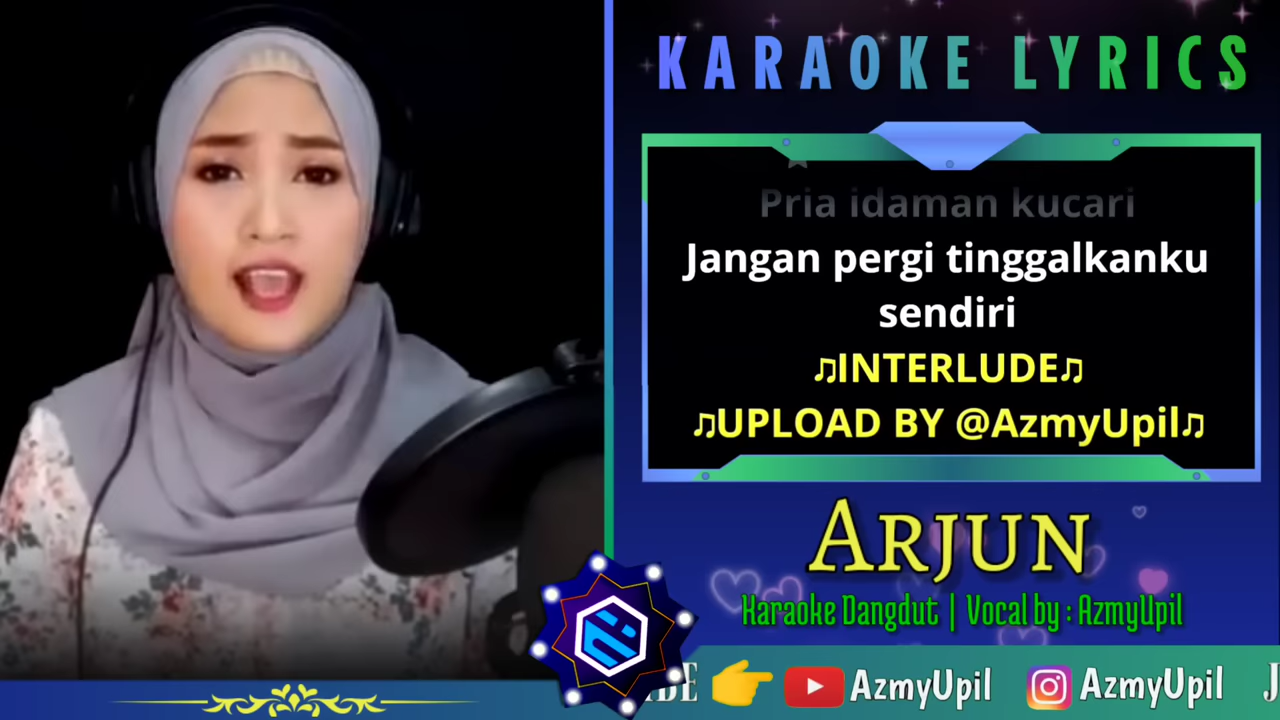 KARAOKE LYRICS
Pria idaman kucari
Jangan pergi tinggalkanku
sendiri
♫INTERLUDE♫
♫UPLOAD BY @AzmyUpil♫
ARJUN
Karaoke Dangdut | Vocal by : AzmyUpil
AzmyUpil AzmyUpil